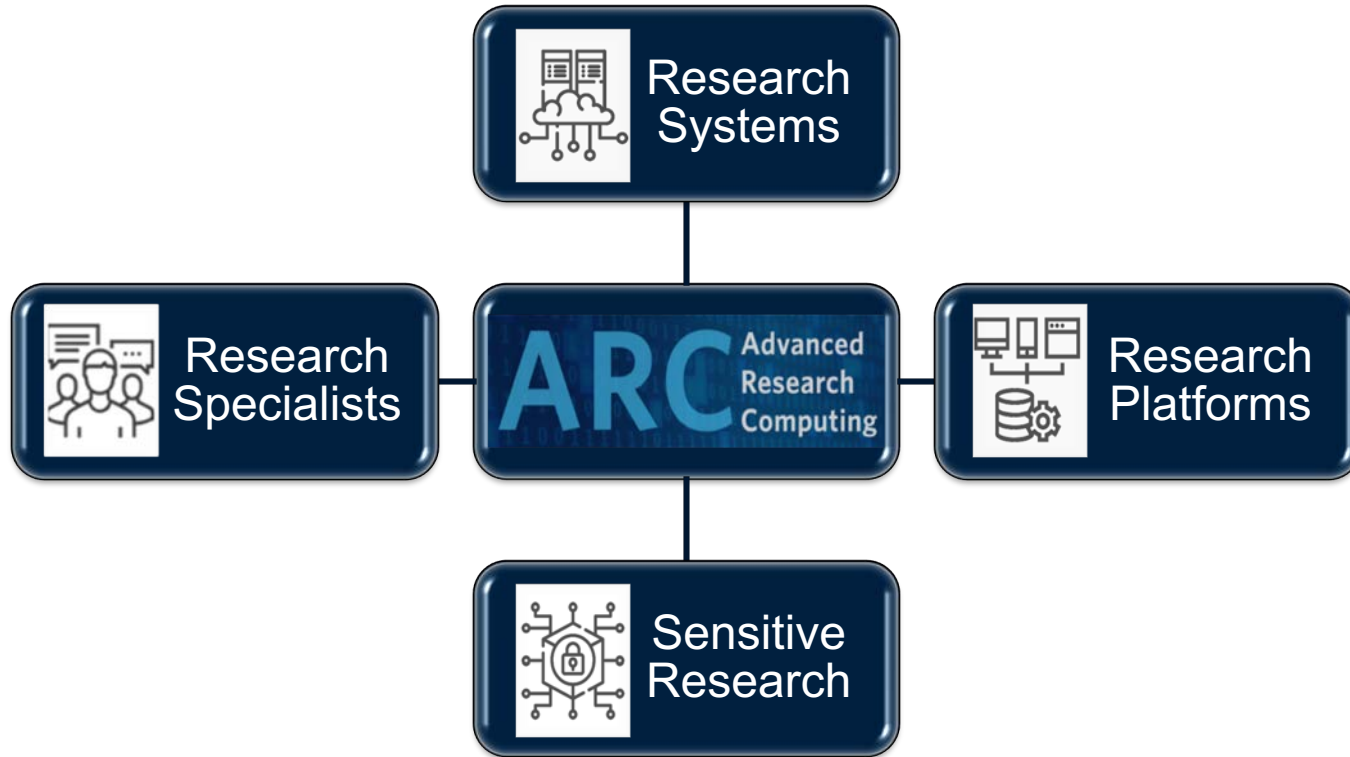 Research
Systems
Research
Specialists
ARC
Advanced
Research
Computing
Research
Platforms
Sensitive
Research